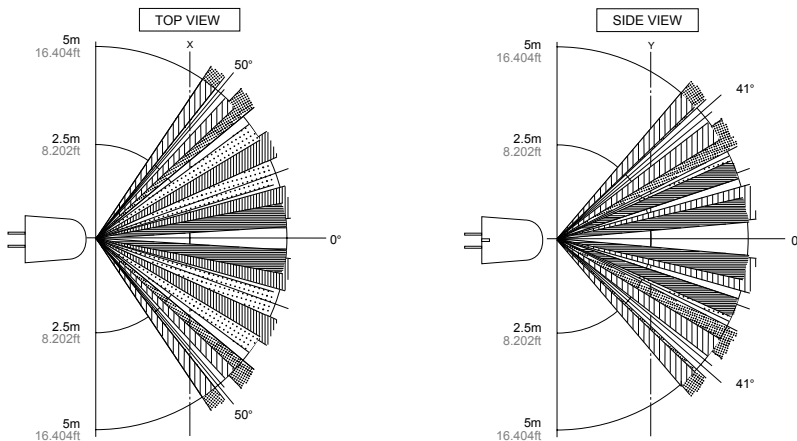 TOP VIEW
5m
16.404ft
X
50°
2.5m
8.202ft
0°
2.5m
8.202ft
50°
5m
16.404ft
SIDE VIEW
5m
16.404ft
Y
41°
2.5m
8.202ft
0
2.5m
8.202ft
41°
5m
16.404ft